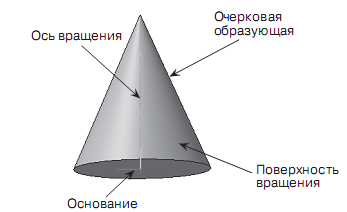 Очерковая
образующая
Ось вращения
Поверхность
вращения
Основание